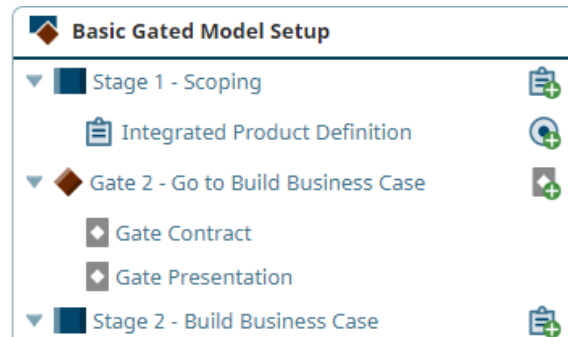 Basic Gated Model Setup
Stage 1 - Scoping
Integrated Product Definition
Gate 2 - Go to Build Business Case
Gate Contract
Gate Presentation
Stage 2 - Build Business Case